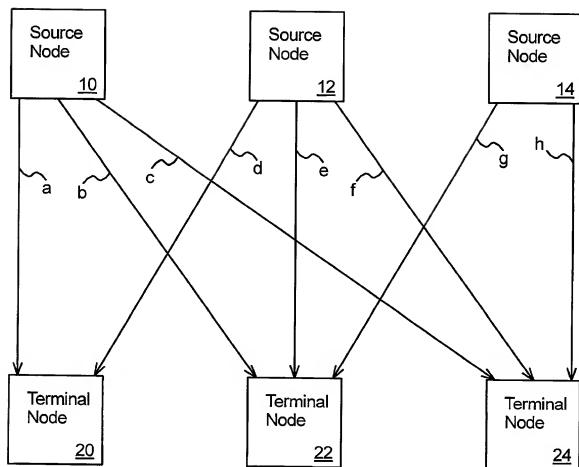 Source
Node
10
Source
Node
12
Source
Node
14
a
b
c
d
e
f
g
h
Terminal
Node
20
Terminal
Node
22
Terminal
Node
24